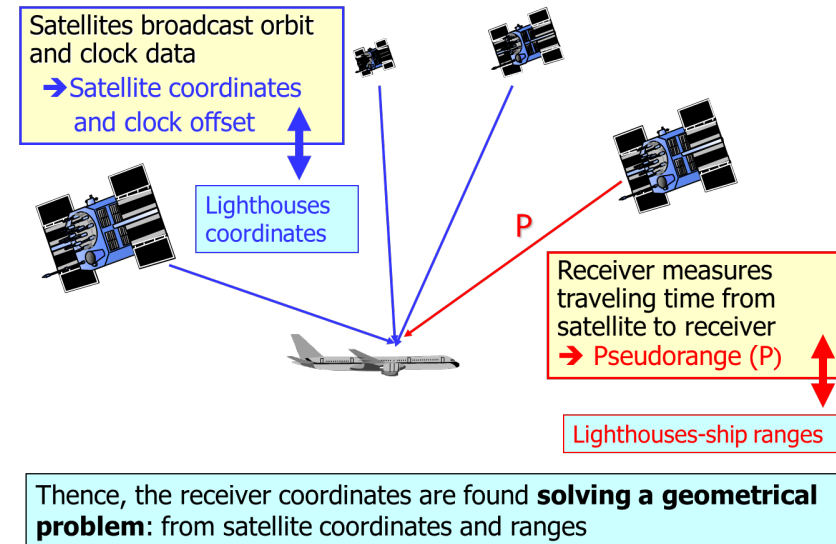 Satellites broadcast orbit
and clock data
➔Satellite coordinates
and clock offset
Lighthouses
coordinates
P
Receiver measures
traveling time from
satellite to receiver
➔ Pseudorange (P)
Lighthouses-ship ranges
Thence, the receiver coordinates are found solving a geometrical
problem: from satellite coordinates and ranges